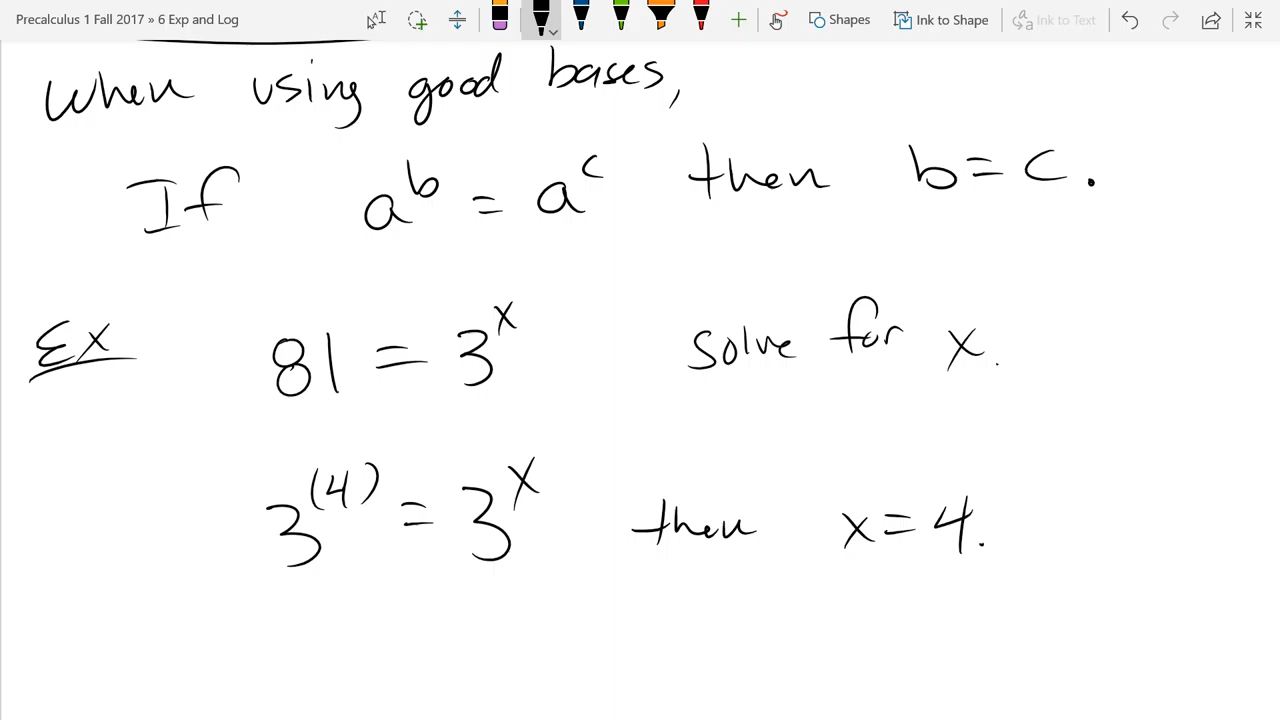 Precalculus 1 Fall 2017 » 6 Exp and Log Shapes Ink to Shape Ink to Text
When using good bases,
If a^b = a^c then b = c.
Ex 81 = 3^x solve for x.
3^(4) = 3^x then x = 4.